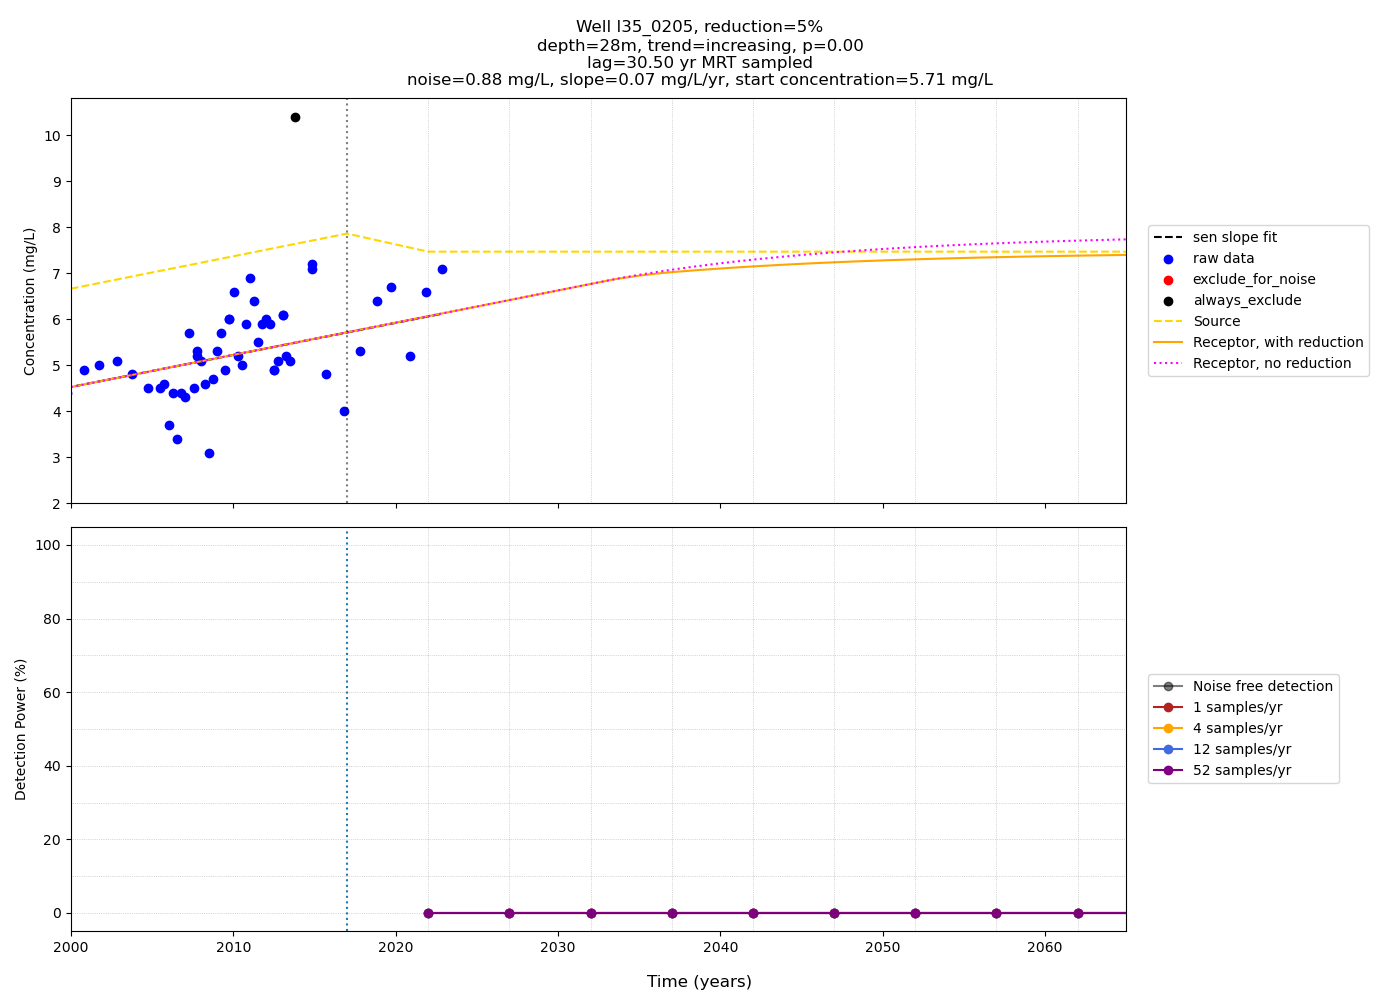 Well l35_0205, reduction=5%
depth=28m, trend=increasing, p=0.00
lag=30.50 yr MRT sampled
noise=0.88 mg/L, slope=0.07 mg/L/yr, start concentration=5.71 mg/L
Concentration (mg/L)
10
9
8
7
6
5
4
3
2
sen slope fit
raw data
exclude_for_noise
always_exclude
Source
Receptor, with reduction
Receptor, no reduction
Detection Power (%)
100
80
60
40
20
0
Noise free detection
1 samples/yr
4 samples/yr
12 samples/yr
52 samples/yr
2000
2010
2020
2030
2040
2050
2060
Time (years)